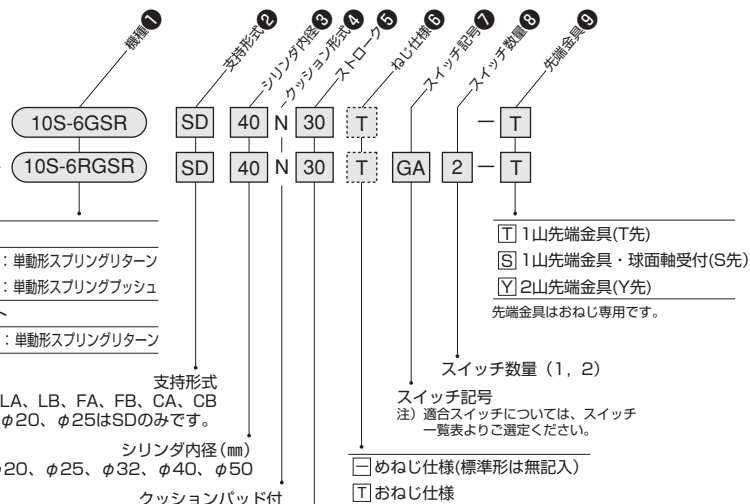 機種❶
支持形式❷
シリンダ内径❸
クッション形式❹
ストローク❺
ねじ仕様❻
スイッチ記号❼
スイッチ数量❽
先端金具❾
10S-6GSR SD 40 N 30 T − T
10S-6RGSR SD 40 N 30 T GA 2 − T
：単動形スプリングリターン
：単動形スプリングプッシュ
ト
：単動形スプリングリターン
T 1山先端金具(T先)
S 1山先端金具・球面軸受付(S先)
Y 2山先端金具(Y先)
先端金具はおねじ専用です。
スイッチ数量（1，2）
スイッチ記号
注）適合スイッチについては、スイッチ
一覧表よりご選定ください。
支持形式
LA、LB、FA、FB、CA、CB
φ20、φ25はSDのみです。
シリンダ内径(㎜)
φ20、φ25、φ32、φ40、φ50
クッションパッド付
− めねじ仕様(標準形は無記入)
T おねじ仕様